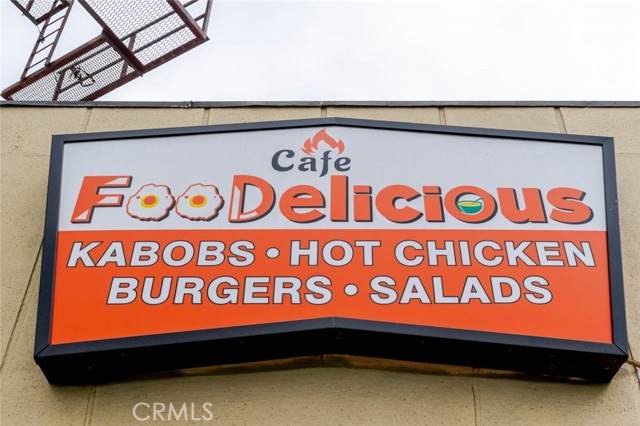 Cafe
FooDelicious
KABOBS • HOT CHICKEN
BURGERS • SALADS
CRMLS